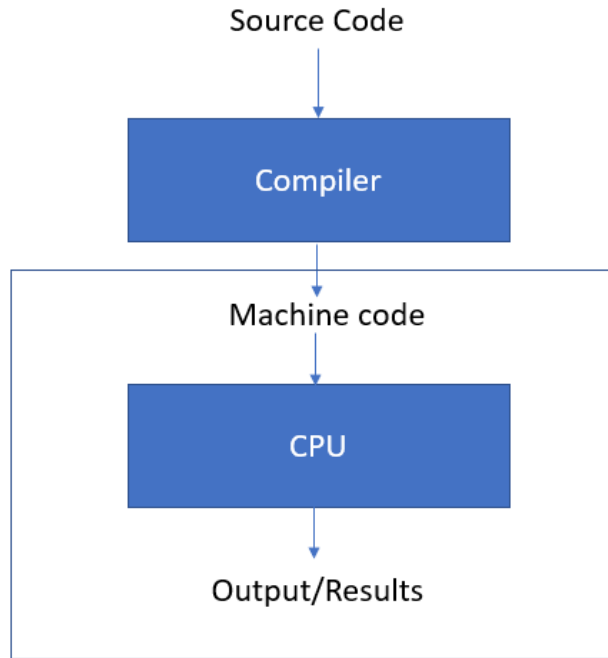 Source Code
Compiler
Machine code
CPU
Output/Results